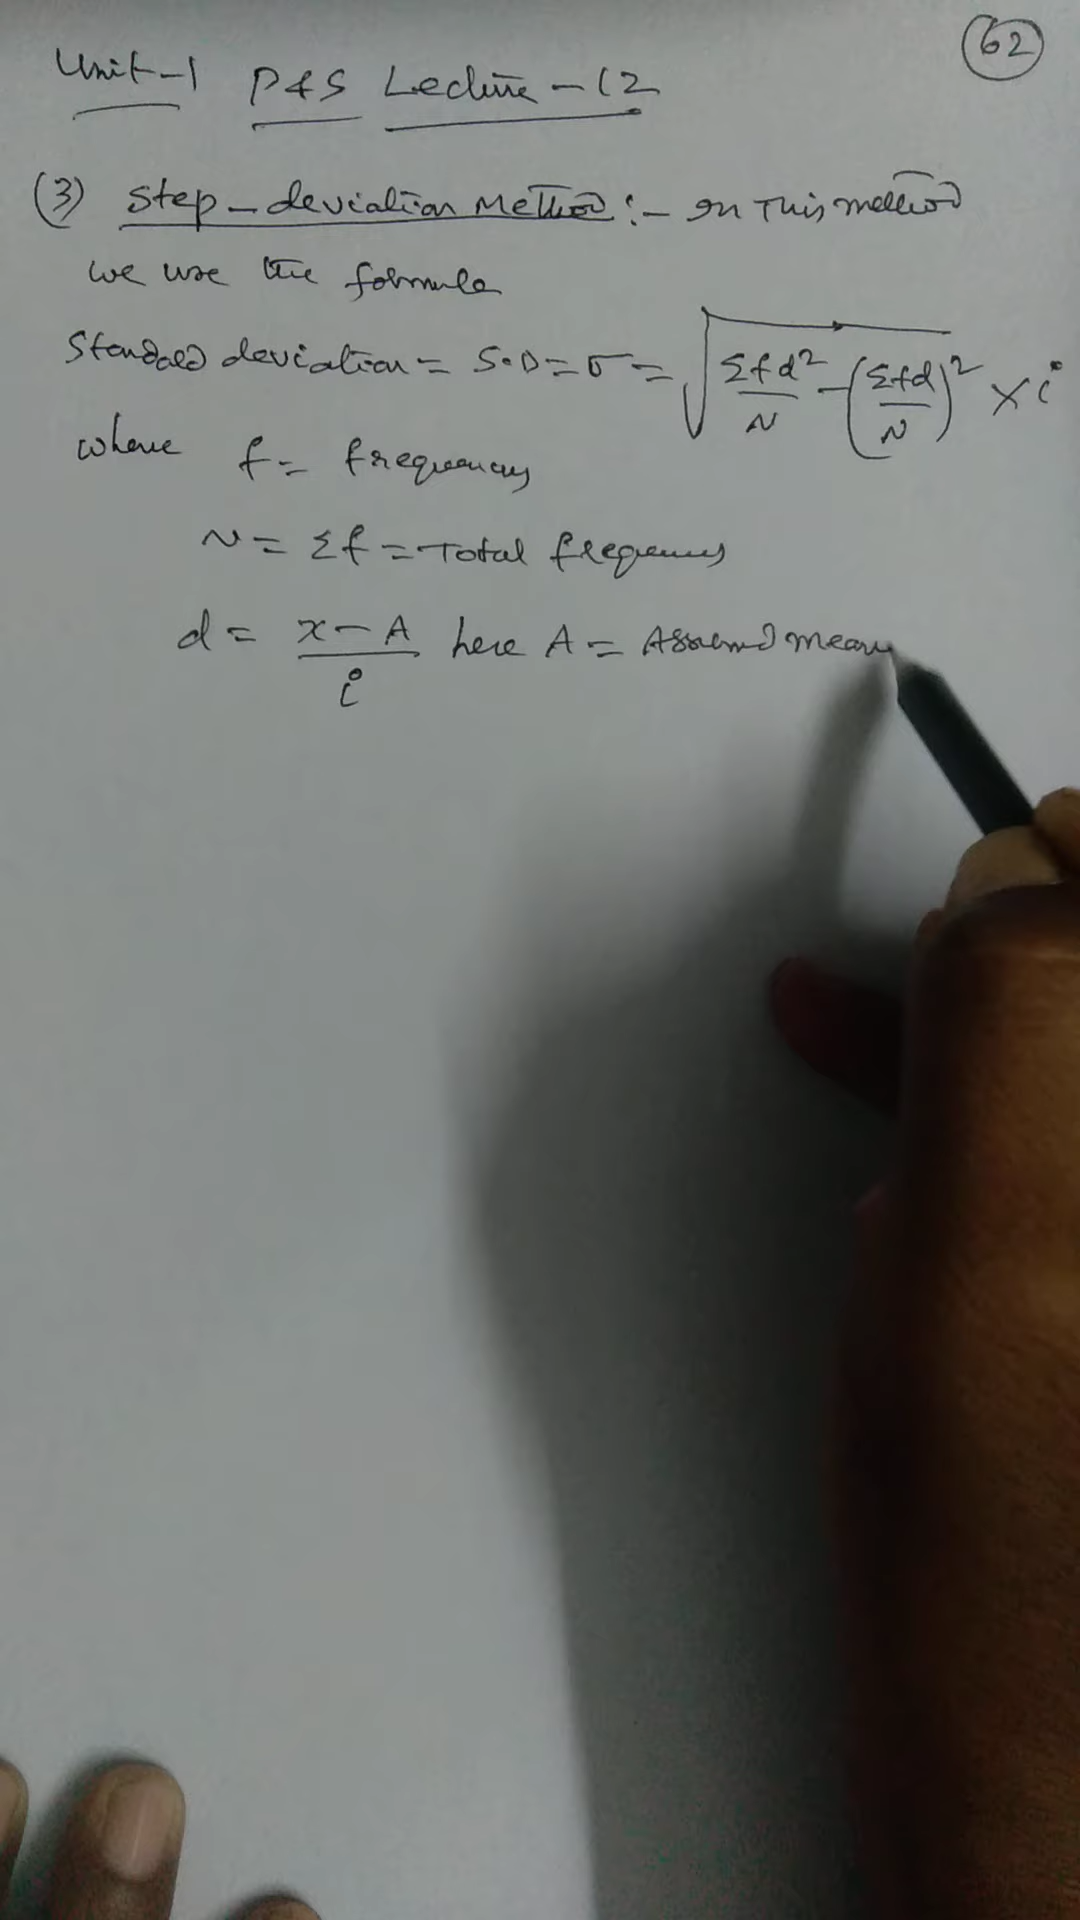 62
Unit-1 P&S Lecture-12
(3) Step-deviation Method :- In This method
we use the formula
Standard deviation = S.D = σ = √(Σfd²/N - (Σfd/N)²) × i
where f = frequency
N = Σf = Total frequency
d = (x-A)/i here A = Assumed mean